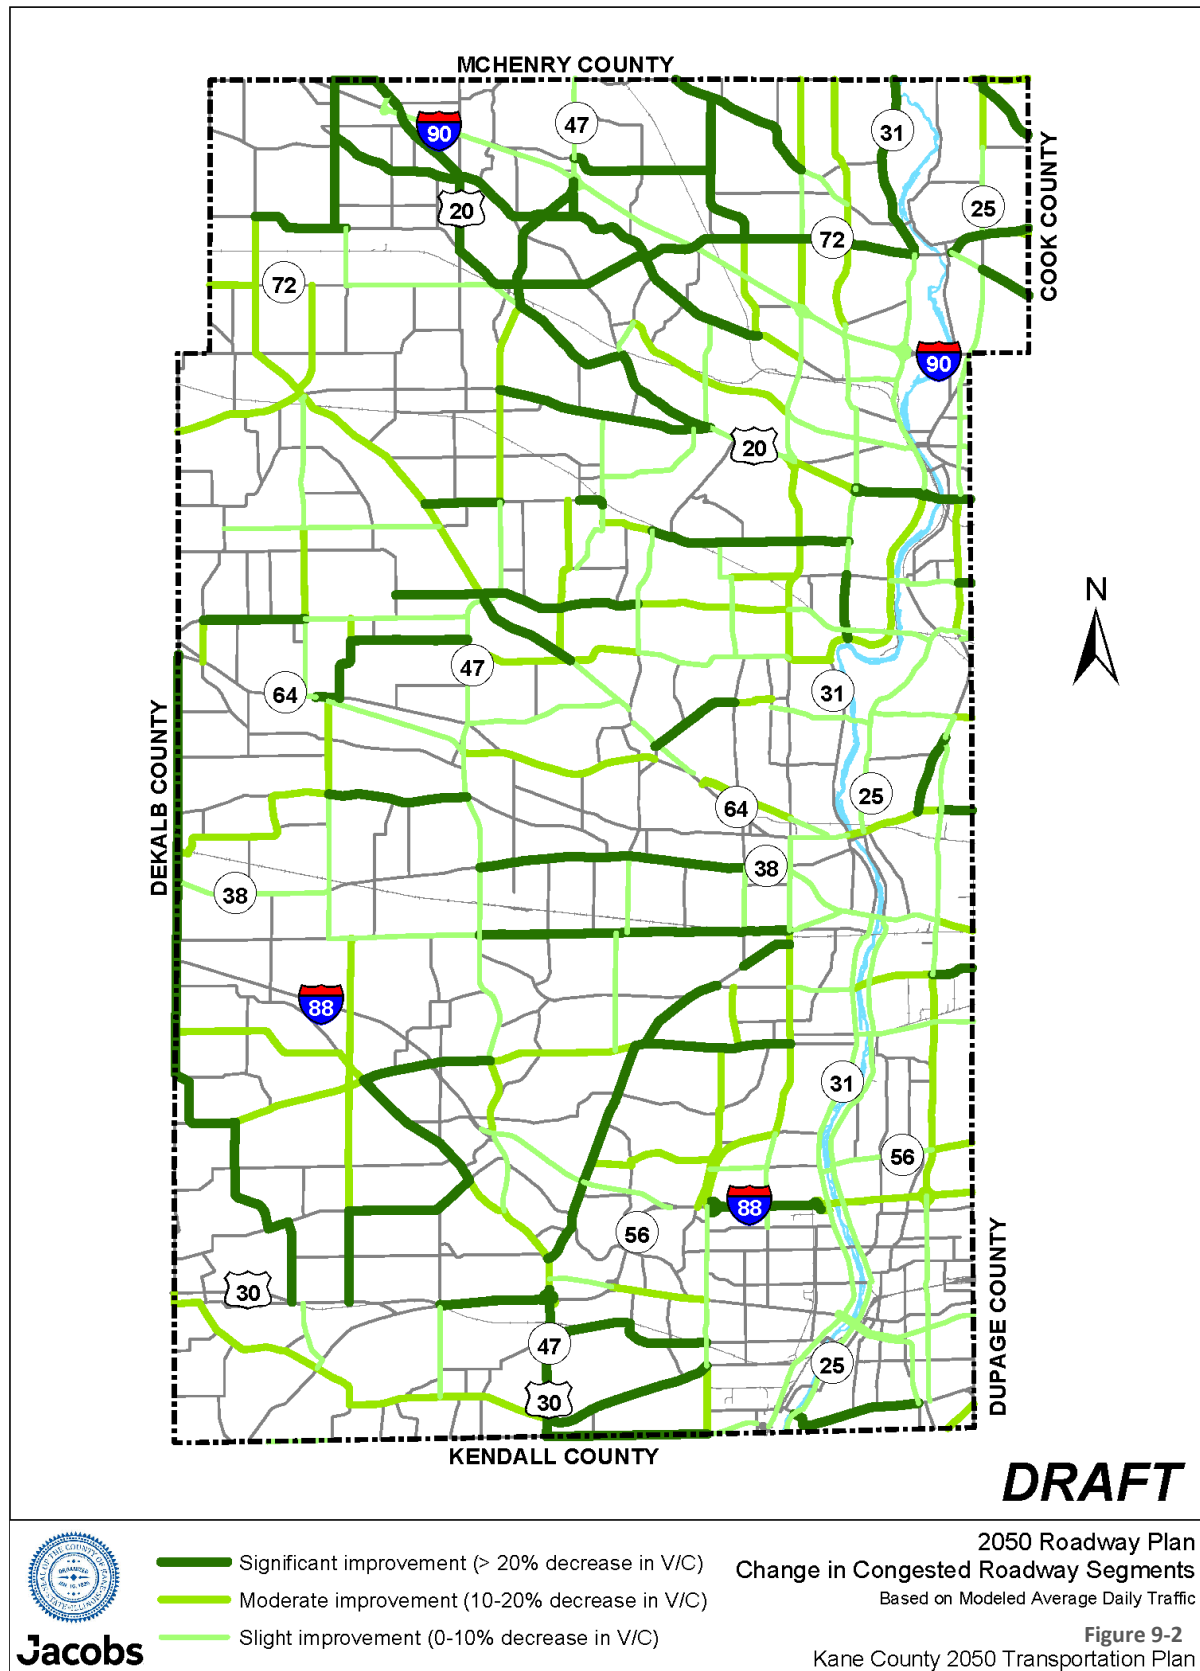 MCHENRY COUNTY
90
47
31
20
25
72
COOK COUNTY
72
90
20
N
47
64
31
DEKALB COUNTY
25
64
38
38
88
31
56
88
56
30
DUPAGE COUNTY
47
25
30
KENDALL COUNTY
DRAFT
Significant improvement (> 20% decrease in V/C)
Moderate improvement (10-20% decrease in V/C)
Slight improvement (0-10% decrease in V/C)
Jacobs
2050 Roadway Plan
Change in Congested Roadway Segments
Based on Modeled Average Daily Traffic
Figure 9-2
Kane County 2050 Transportation Plan